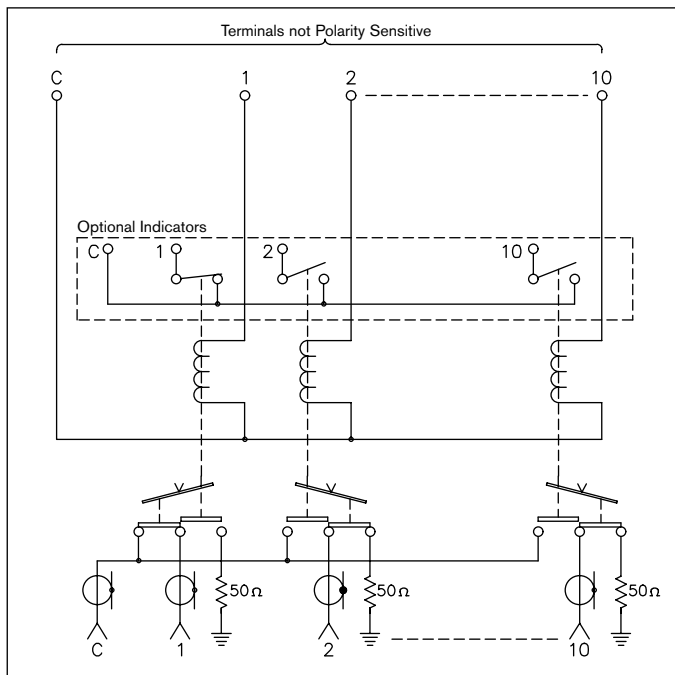 Terminals not Polarity Sensitive
C 1 2 10
Optional Indicators
C 1 2 10
50Ω 50Ω 50Ω
C 1 2 10